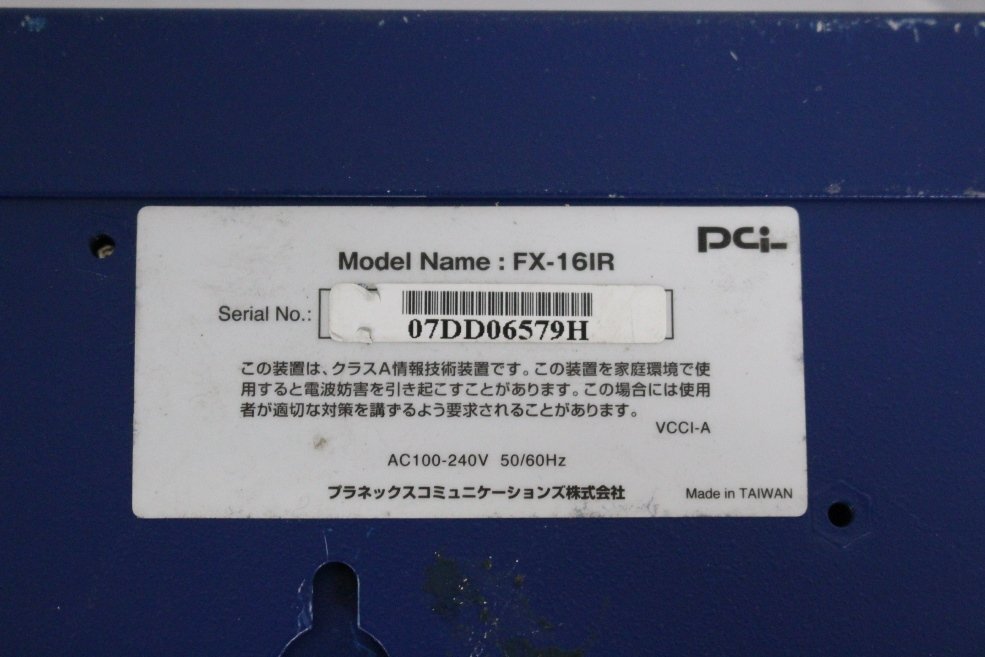 PCi
Model Name : FX-16IR
Serial No.:
07DD06579H
この装置は、クラスA情報技術装置です。この装置を家庭環境で使
用すると電波妨害を引き起こすことがあります。この場合には使用
者が適切な対策を講ずるよう要求されることがあります。
VCCI-A
AC100-240V 50/60Hz
プラネックスコミュニケーションズ株式会社
Made in TAIWAN